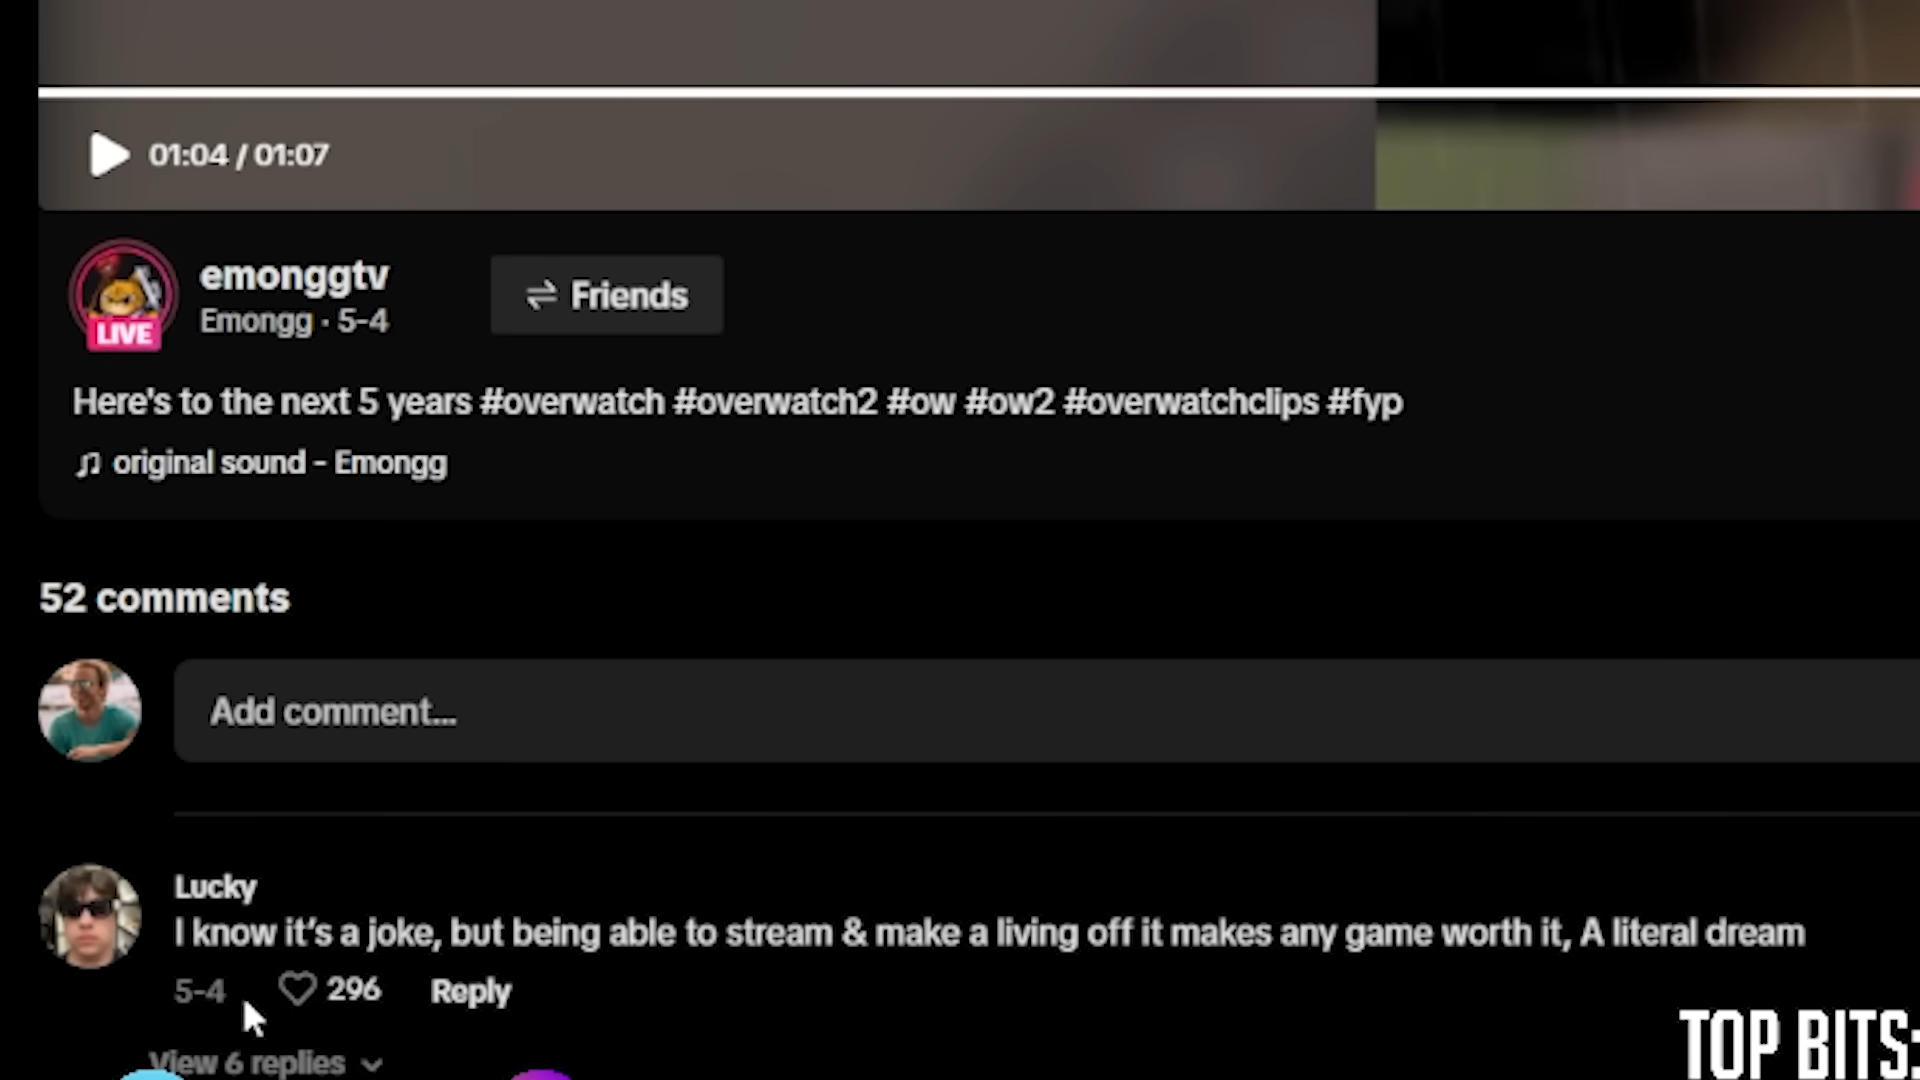 01:04 / 01:07
emonggtv
Emongg · 5-4
LIVE
Friends
Here's to the next 5 years #overwatch #overwatch2 #ow #ow2 #overwatchclips #fyp
original sound - Emongg
52 comments
Add comment...
Lucky
I know it's a joke, but being able to stream & make a living off it makes any game worth it, A literal dream
5-4 296 Reply
View 6 replies
TOP BITS: